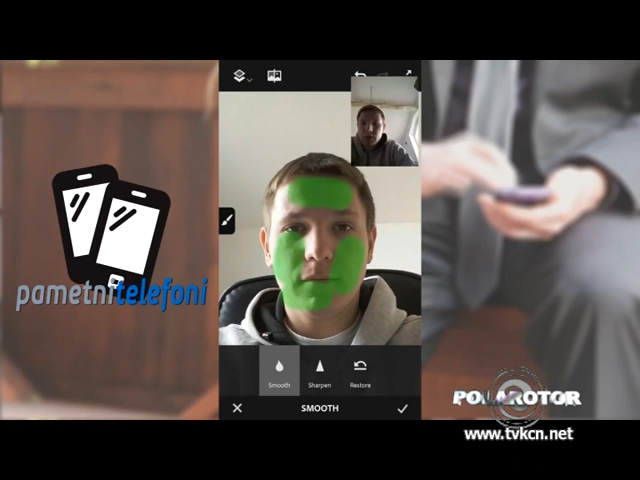 pametnitelefoni
Smooth
Sharpen
Restore
SMOOTH
POLAROTOR
www.tvkcn.net